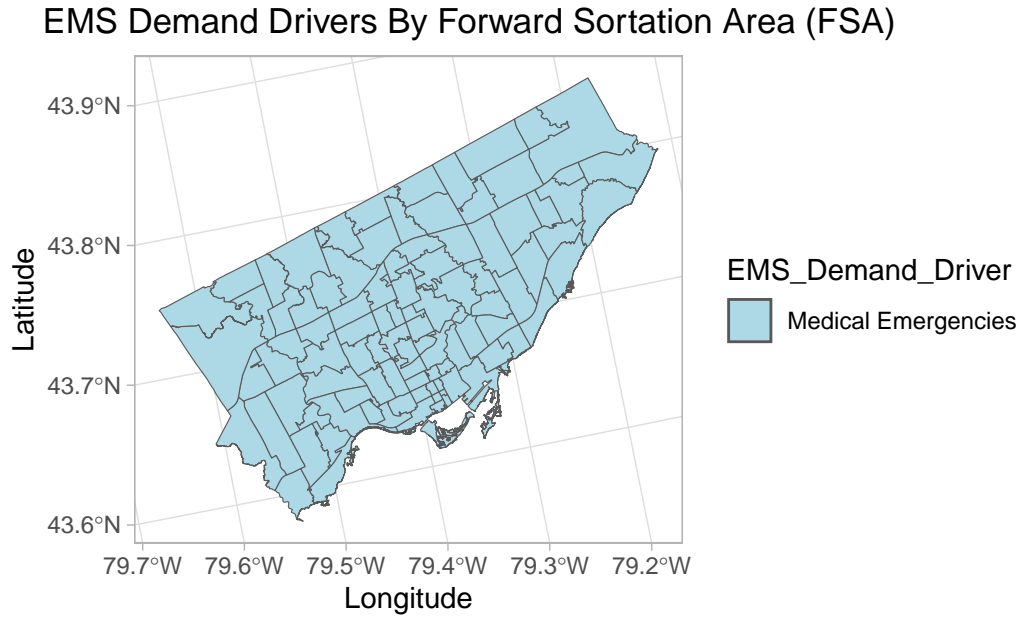 EMS Demand Drivers By Forward Sortation Area (FSA)
43.9°N
43.8°N
43.7°N
43.6°N
Latitude
79.7°W 79.6°W 79.5°W 79.4°W 79.3°W 79.2°W
Longitude
EMS_Demand_Driver
Medical Emergencies